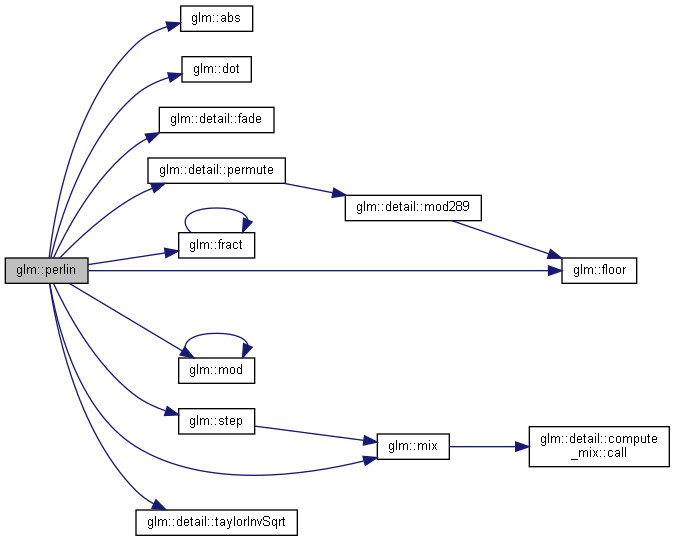 glm::abs
glm::dot
glm::detail::fade
glm::detail::permute
glm::detail::mod289
glm::fract
glm::perlin
glm::floor
glm::mod
glm::step
glm::mix
glm::detail::compute
_mix::call
glm::detail::taylorInvSqrt